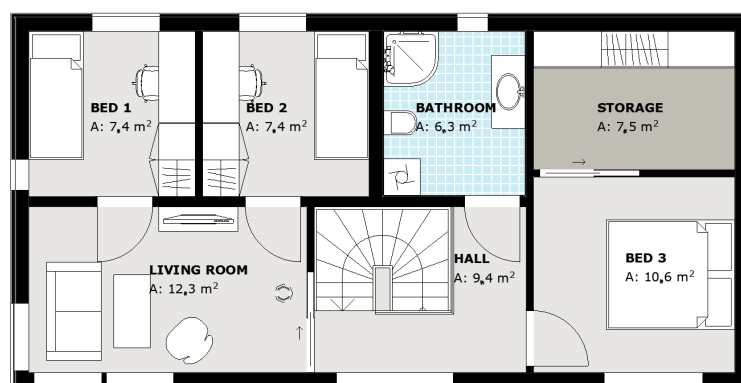 BED 1
A: 7,4 m²
BED 2
A: 7,4 m²
BATHROOM
A: 6,3 m²
STORAGE
A: 7,5 m²
LIVING ROOM
A: 12,3 m²
HALL
A: 9,4 m²
BED 3
A: 10,6 m²